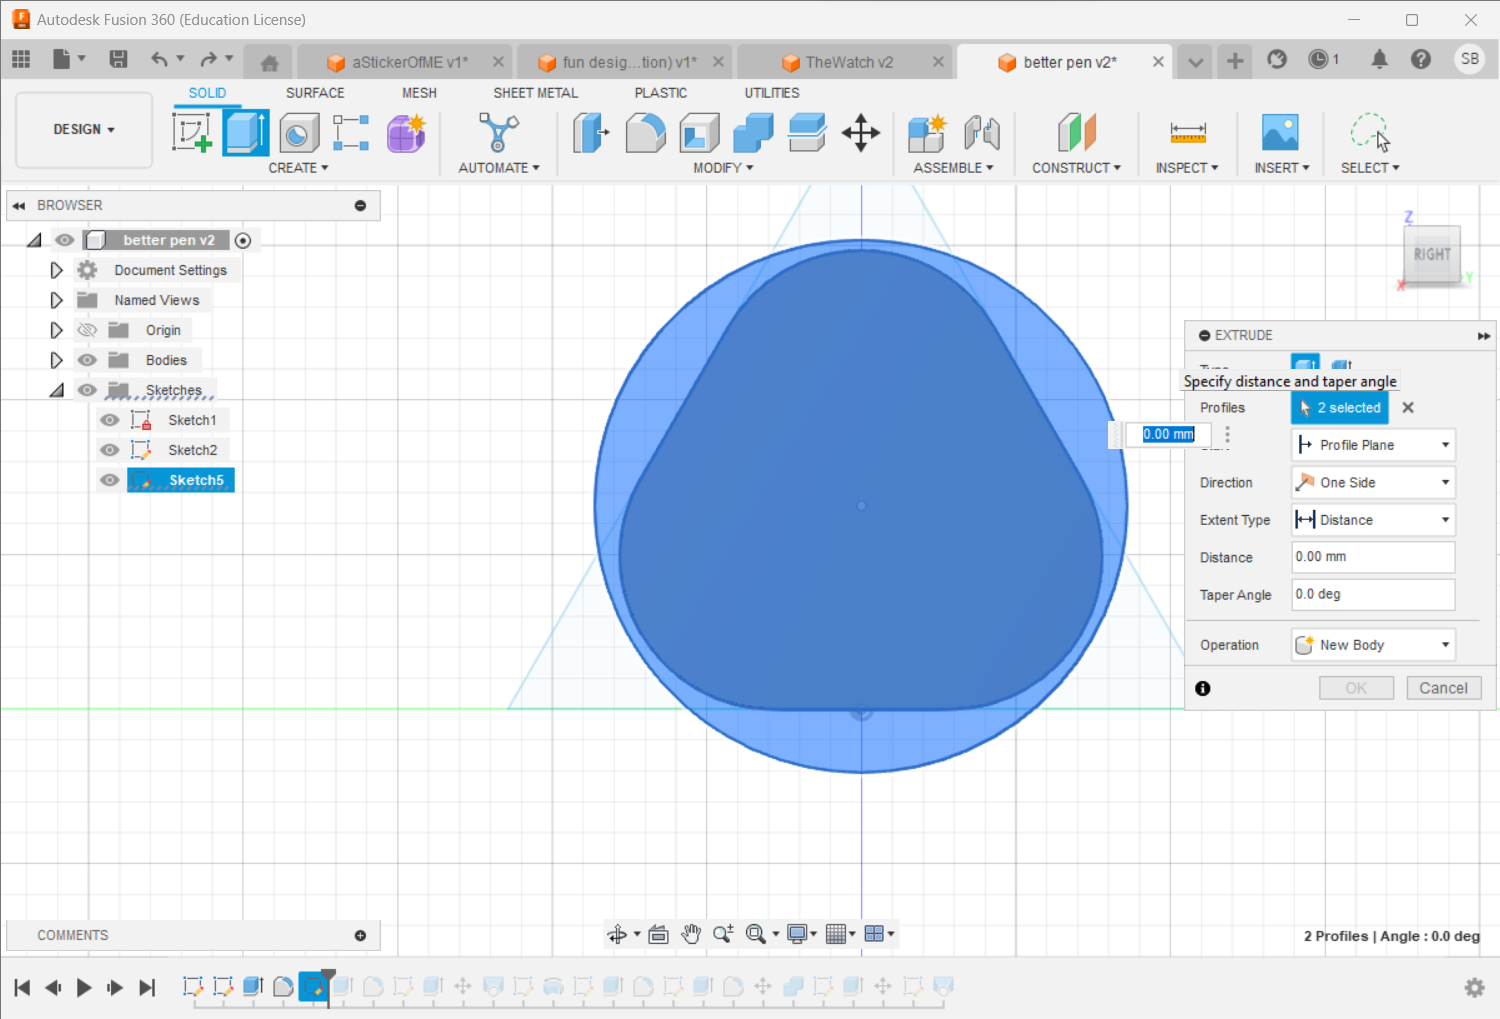 Autodesk Fusion 360 (Education License)
aStickerOfME v1*
fun desig...tion) v1*
TheWatch v2
better pen v2*
1
SB
DESIGN
SOLID
SURFACE
MESH
SHEET METAL
PLASTIC
UTILITIES
CREATE
AUTOMATE
MODIFY
ASSEMBLE
CONSTRUCT
INSPECT
INSERT
SELECT
BROWSER
better pen v2
Document Settings
Named Views
Origin
Bodies
Sketches
Sketch1
Sketch2
Sketch5
Z
RIGHT
Y
X
EXTRUDE
Specify distance and taper angle
Profiles
2 selected
0.00 mm
Profile Plane
Direction
One Side
Extent Type
Distance
Distance
0.00 mm
Taper Angle
0.0 deg
Operation
New Body
OK
Cancel
COMMENTS
2 Profiles | Angle : 0.0 deg